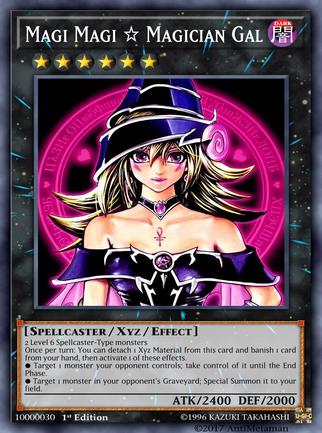 Magi Magi ☆ Magician Gal
DARK
闇
[Spellcaster / Xyz / Effect]
2 Level 6 Spellcaster-Type monsters
Once per turn: You can detach 1 Xyz Material from this card and banish 1 card
from your hand, then activate 1 of these effects.
● Target 1 monster your opponent controls; take control of it until the End
Phase.
● Target 1 monster in your opponent's Graveyard; Special Summon it to your
field.
ATK/2400 DEF/2000
10000030 1st Edition ©1996 KAZUKI TAKAHASHI
©2017 AntiMetaman